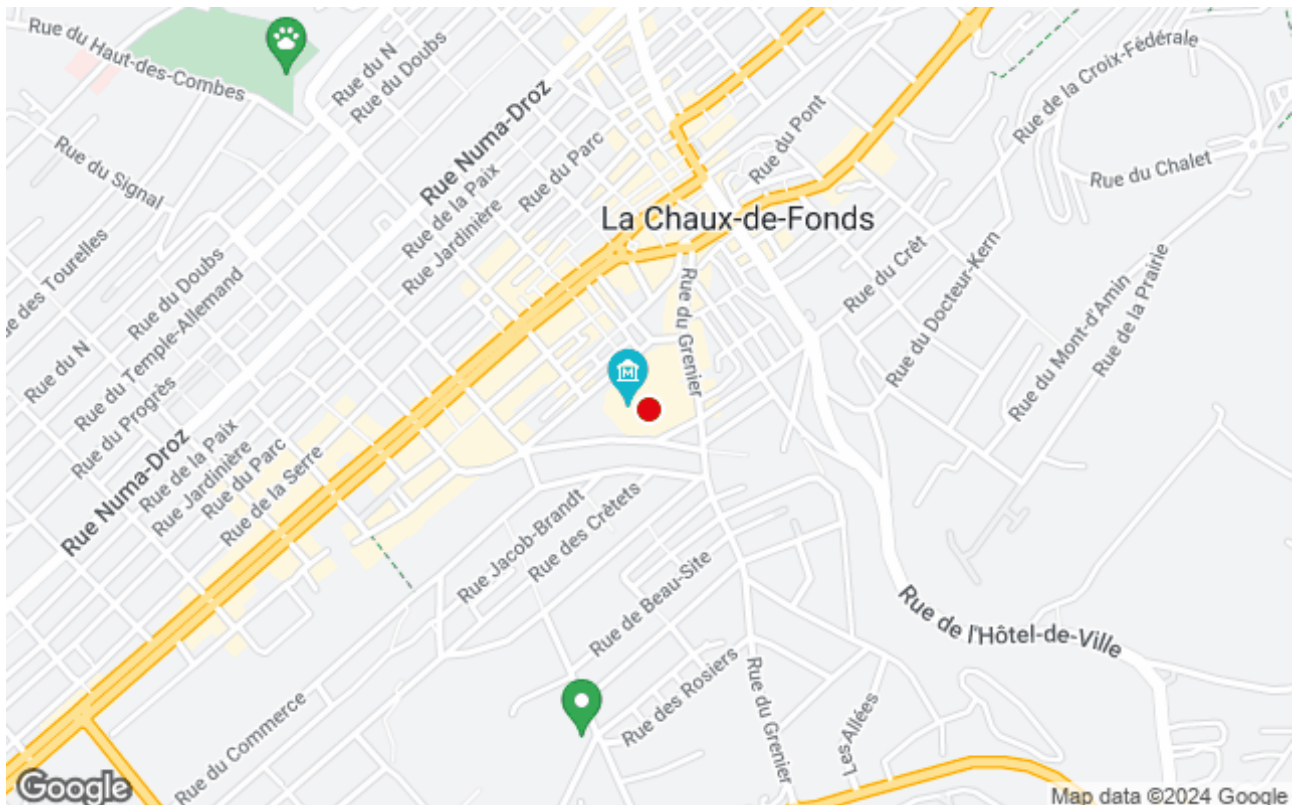 Rue du Haut-des-Combes
Rue du N
Rue du Doubs
Rue Numa-Droz
Rue du Parc
Rue du Pont
Rue de la Croix-Fédérale
Rue du Signal
Rue de la Paix
Rue Jardinière
Rue du Chalet
La Chaux-de-Fonds
e des Tourelles
Rue du Doubs
Rue du Crêt
Rue du Grenier
Rue du Docteur-Kern
Rue du Mont-d'Amin
Rue de la Prairie
Rue du N
Rue du Temple-Allemand
Rue du Progrès
M
Rue Numa-Droz
Rue de la Paix
Rue Jardinière
Rue du Parc
Rue de la Serre
Rue Jacob-Brandt
Rue des Crêtets
Rue de Beau-Site
Rue de l'Hôtel-de-Ville
Rue des Rosiers
Rue du Grenier
Les Allées
Rue du Commerce
Google
Map data ©2024 Google